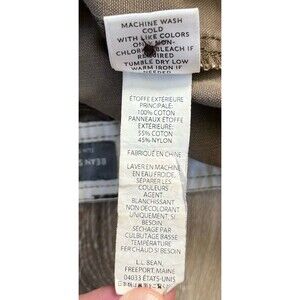 MACHINE WASH
COLD
WITH LIKE COLORS
ONLY NON-
CHLORINE BLEACH IF
REQUIRED
TUMBLE DRY LOW
WARM IRON IF
NEEDED
ÉTOFFE EXTÉRIEURE
PRINCIPALE:
100% COTON
PANNEAUX ÉTOFFE
EXTÉRIEURE:
55% COTON
45% NYLON
FABRIQUÉ EN CHINE
LAVER EN MACHINE
EN EAU FROIDE,
SÉPARER LES
COULEURS
AGENT
BLANCHISSANT
NON DÉCOLORANT
UNIQUEMENT, SI
BESOIN
SÉCHAGE PAR
CULBUTAGE BASSE
TEMPÉRATURE
FER CHAUD SI BESOIN
L.L. BEAN,
FREEPORT, MAINE
04033 ÉTATS-UNIS
BEAN'S